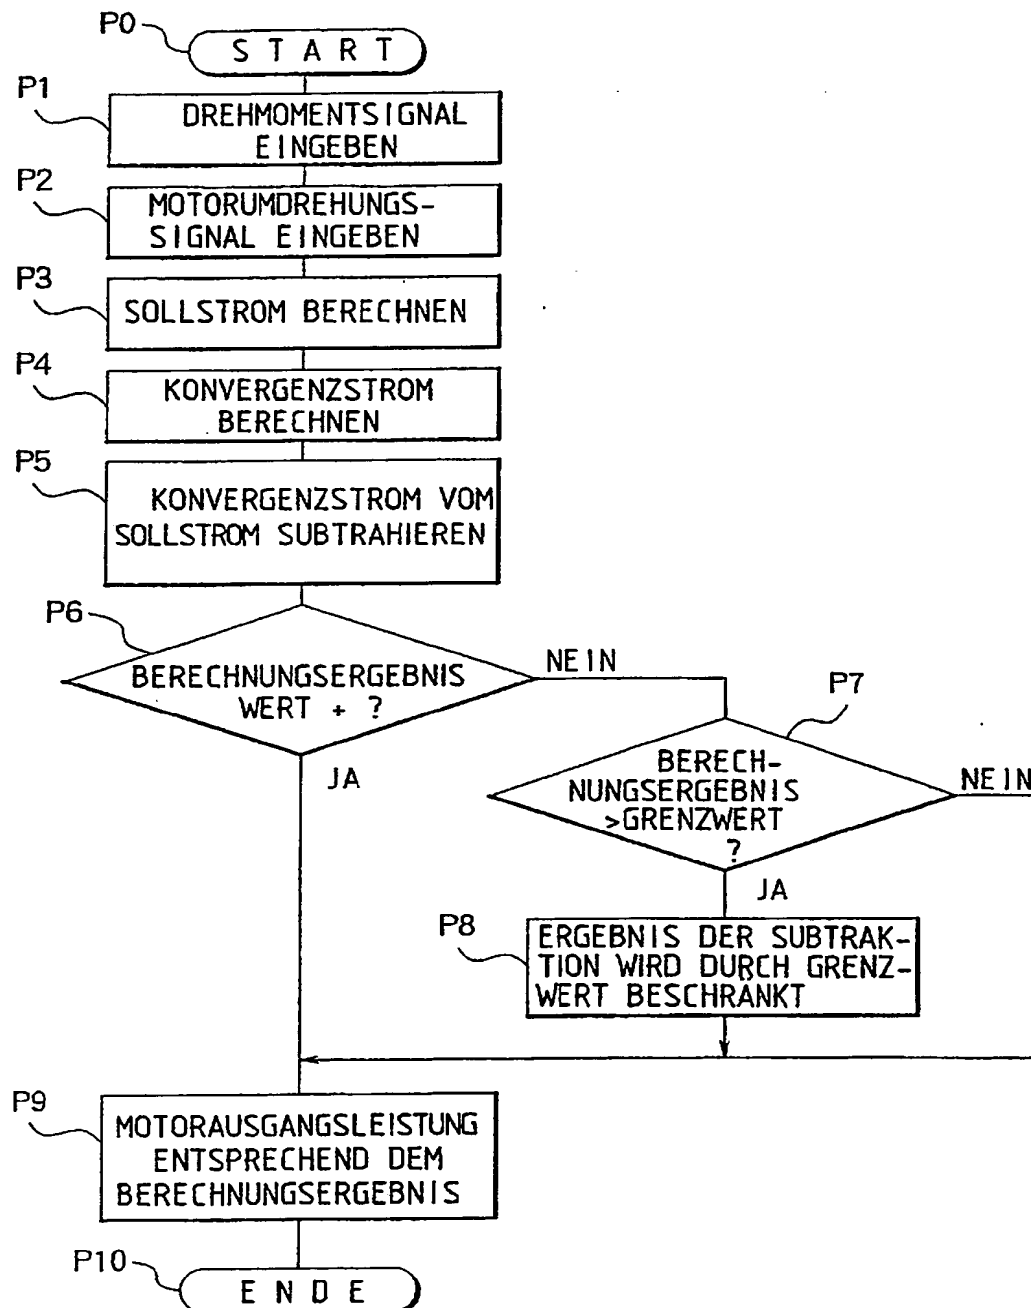 P0
START
P1
DREHMOMENTSIGNAL
EINGEBEN
P2
MOTORUMDREHUNGS-
SIGNAL EINGEBEN
P3
SOLLSTROM BERECHNEN
P4
KONVERGENZSTROM
BERECHNEN
P5
KONVERGENZSTROM VOM
SOLLSTROM SUBTRAHIEREN
P6
BERECHNUNGSERGEBNIS
WERT + ?
NEIN
JA
P7
BERECH-
NUNGSERGEBNIS
>GRENZWERT
?
NEIN
JA
P8
ERGEBNIS DER SUBTRAK-
TION WIRD DURCH GRENZ-
WERT BESCHRÄNKT
P9
MOTORAUSGANGSLEISTUNG
ENTSPRECHEND DEM
BERECHNUNGSERGEBNIS
P10
ENDE